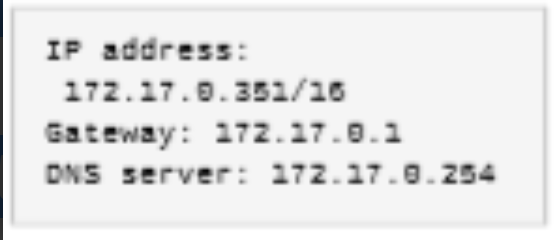 IP address:
172.17.0.351/16
Gateway: 172.17.0.1
DNS server: 172.17.0.254